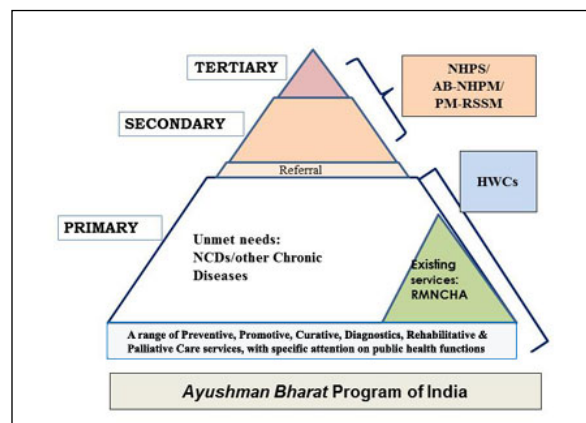 TERTIARY
NHPS/
AB-NHPM/
PM-RSSM
SECONDARY
Referral
HWCs
PRIMARY
Unmet needs:
NCDs/other Chronic
Diseases
Existing
services:
RMNCHA
A range of Preventive, Promotive, Curative, Diagnostics, Rehabilitative &
Palliative Care services, with specific attention on public health functions
Ayushman Bharat Program of India